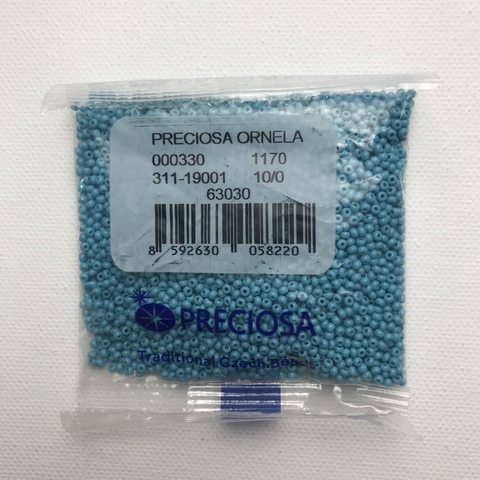 PRECIOSA ORNELA
000330 1170
311-19001 10/0
63030
8 592630 058220
PRECIOSA
Traditional Czech Beads